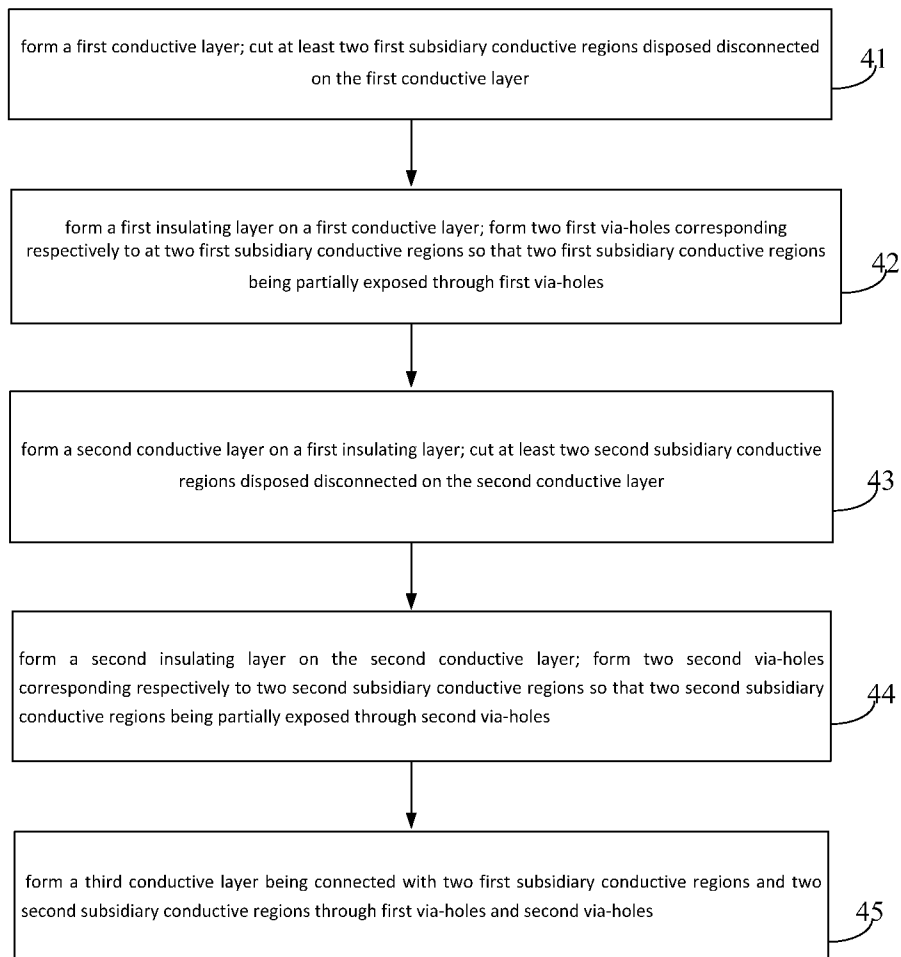 form a first conductive layer; cut at least two first subsidiary conductive regions disposed disconnected
on the first conductive layer
41
form a first insulating layer on a first conductive layer; form two first via-holes corresponding
respectively to at two first subsidiary conductive regions so that two first subsidiary conductive regions
being partially exposed through first via-holes
42
form a second conductive layer on a first insulating layer; cut at least two second subsidiary conductive
regions disposed disconnected on the second conductive layer
43
form a second insulating layer on the second conductive layer; form two second via-holes
corresponding respectively to two second subsidiary conductive regions so that two second subsidiary
conductive regions being partially exposed through second via-holes
44
form a third conductive layer being connected with two first subsidiary conductive regions and two
second subsidiary conductive regions through first via-holes and second via-holes
45